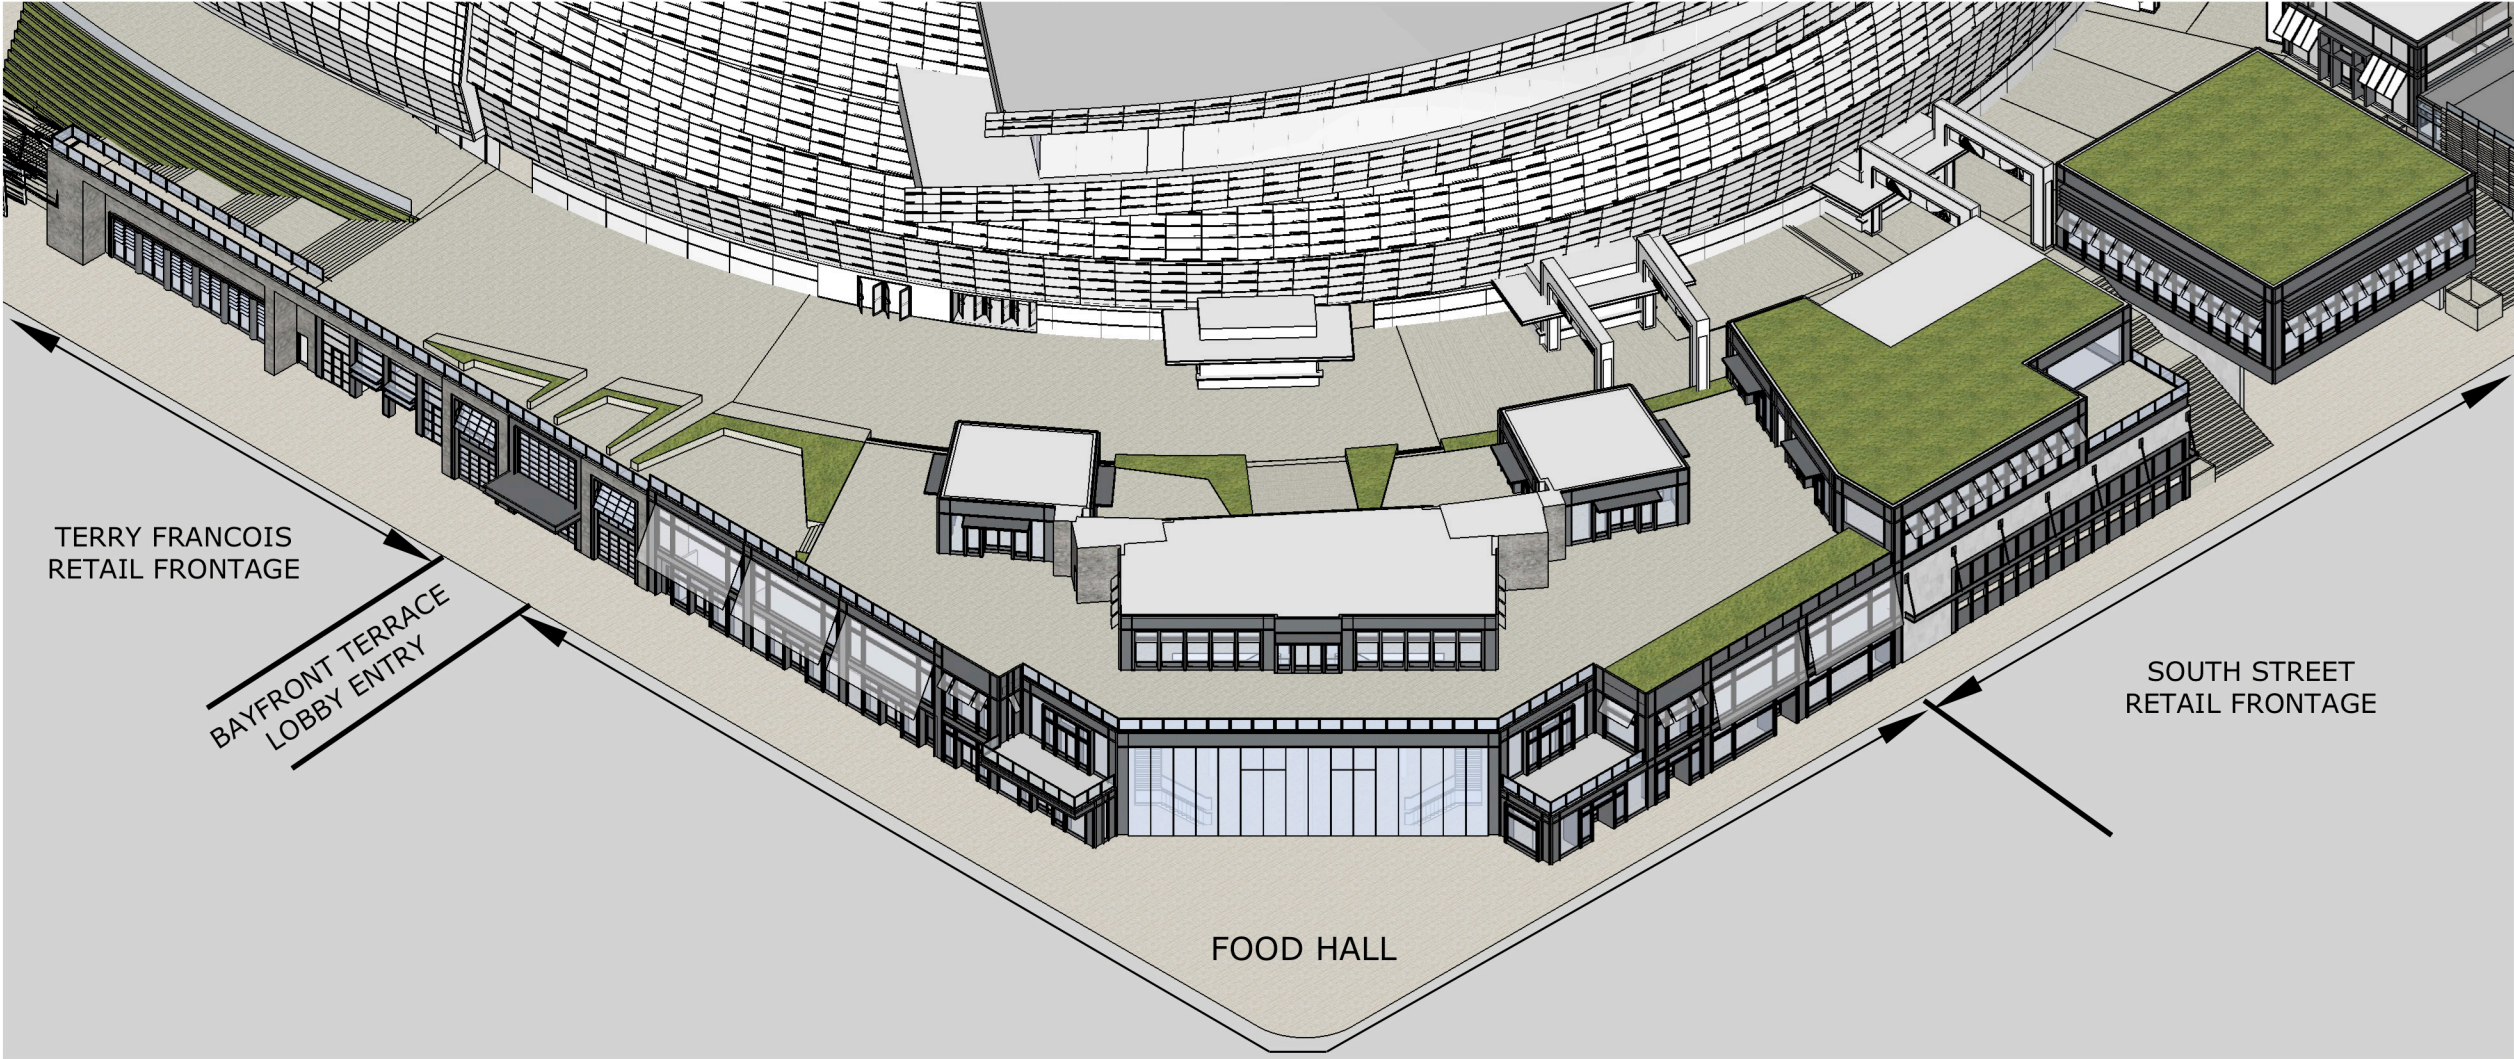 TERRY FRANCOIS
RETAIL FRONTAGE
BAYFRONT TERRACE
LOBBY ENTRY
FOOD HALL
SOUTH STREET
RETAIL FRONTAGE